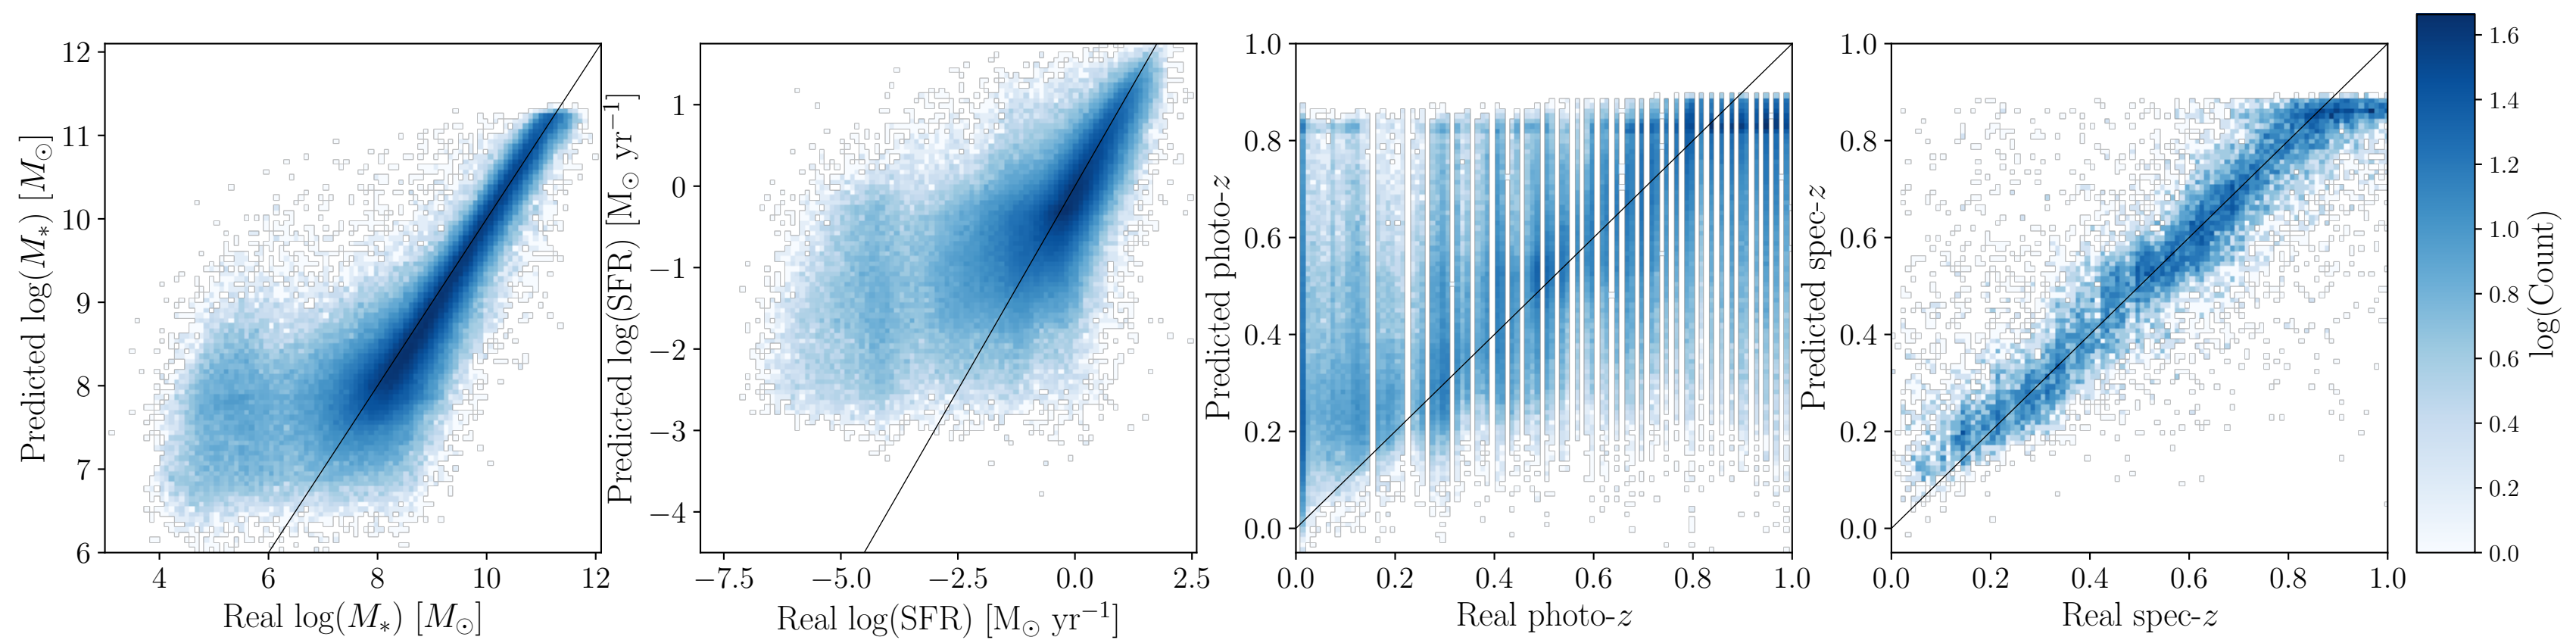 12
11
10
9
8
7
6
4 6 8 10 12
Predicted log(M∗) [M⊙]
Real log(M∗) [M⊙]
1
0
−1
−2
−3
−4
−7.5 −5.0 −2.5 0.0 2.5
Predicted log(SFR) [M⊙ yr⁻¹]
Real log(SFR) [M⊙ yr⁻¹]
1.0
0.8
0.6
0.4
0.2
0.0
0.0 0.2 0.4 0.6 0.8 1.0
Predicted photo-z
Real photo-z
1.0
0.8
0.6
0.4
0.2
0.0
0.0 0.2 0.4 0.6 0.8 1.0
Predicted spec-z
Real spec-z
1.6
1.4
1.2
1.0
0.8
0.6
0.4
0.2
0.0
log(Count)